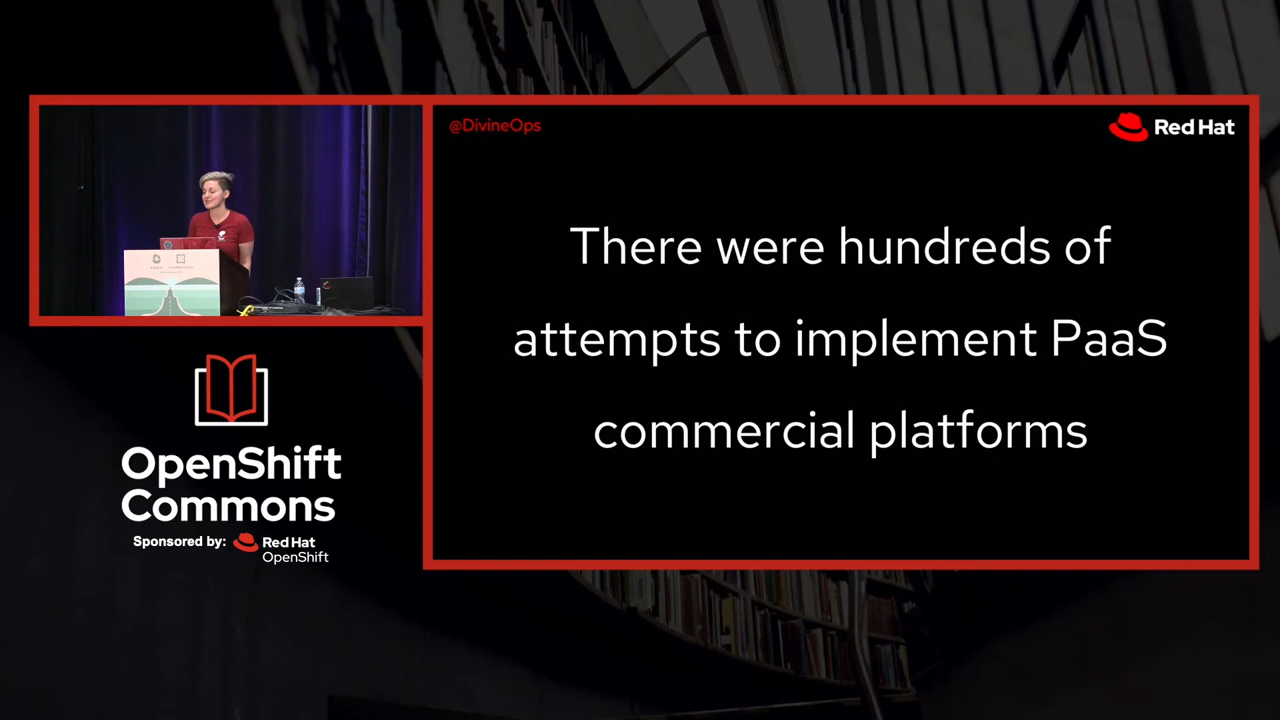 @DivineOps
Red Hat
There were hundreds of
attempts to implement PaaS
commercial platforms
OpenShift
Commons
Sponsored by:
Red Hat
OpenShift